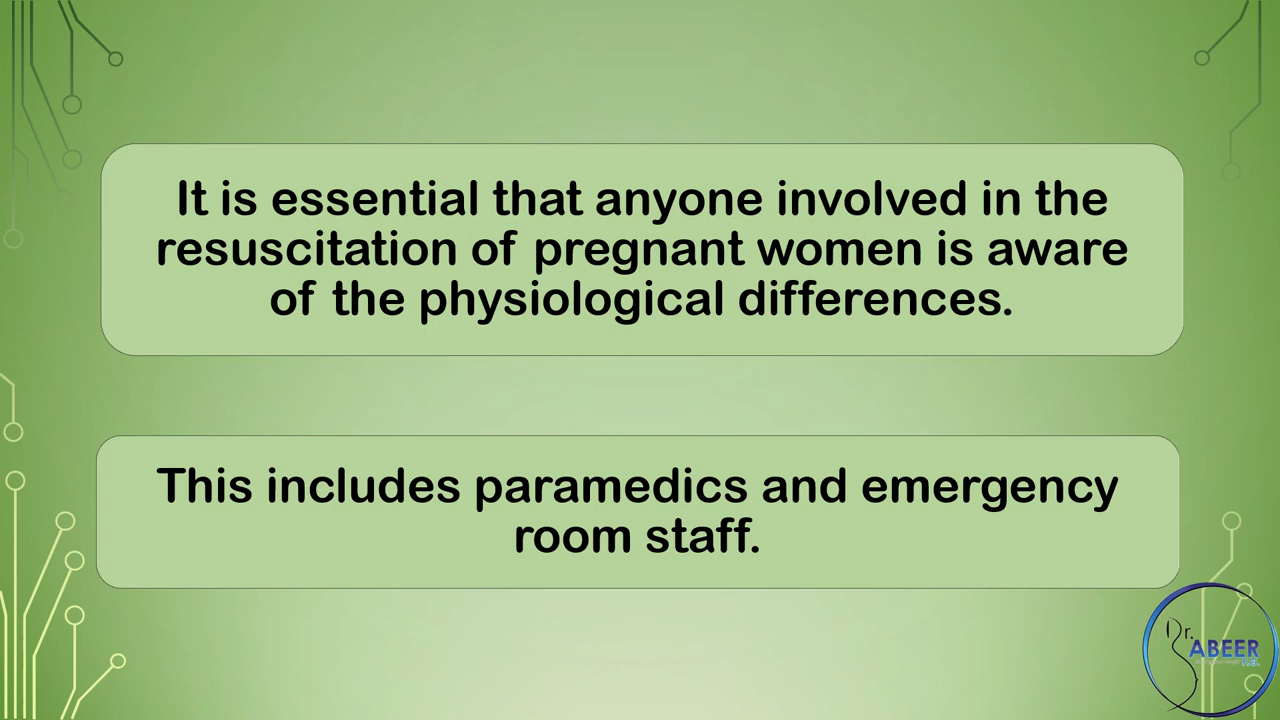 It is essential that anyone involved in the
resuscitation of pregnant women is aware
of the physiological differences.
This includes paramedics and emergency
room staff.
Dr.
ABEER
F.G.